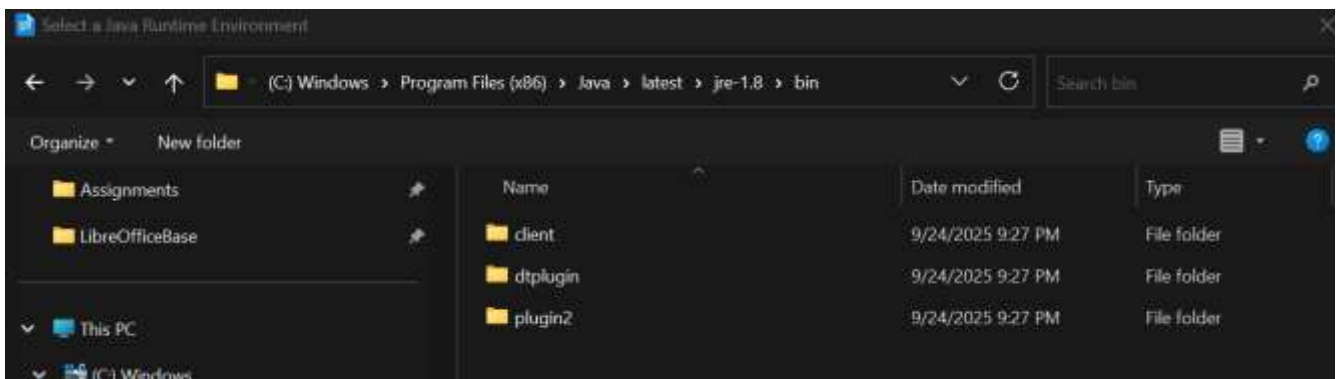 Select a Java Runtime Environment
(C:) Windows > Program Files (x86) > Java > latest > jre-1.8 > bin
Search bin
Organize
New folder
Assignments
LibreOfficeBase
This PC
(C:) Windows
Name
Date modified
Type
client
9/24/2025 9:27 PM
File folder
dtplugin
9/24/2025 9:27 PM
File folder
plugin2
9/24/2025 9:27 PM
File folder